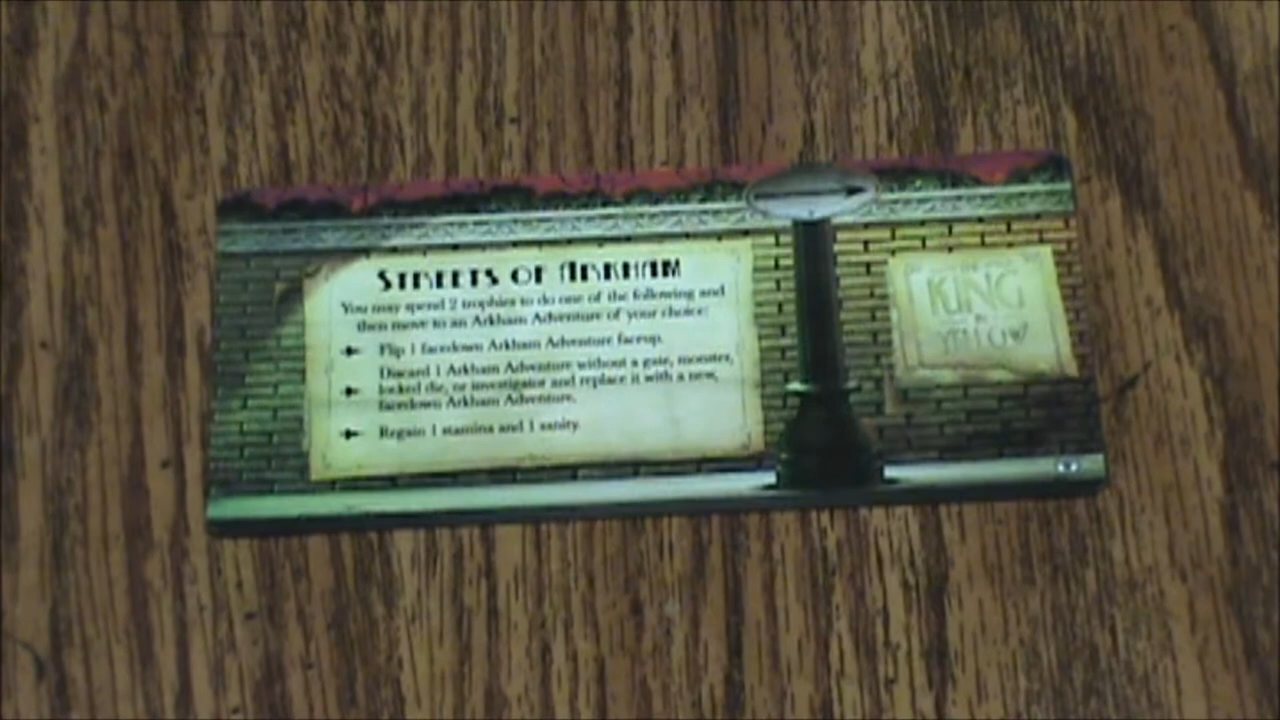 STREETS OF ARKHAM
You may spend 2 trophies to do one of the following and
then move to an Arkham Adventure of your choice:
Flip 1 facedown Arkham Adventure faceup.
Discard 1 Arkham Adventure without a gate, monster,
locked die, or investigator and replace it with a new,
facedown Arkham Adventure.
Regain 1 stamina and 1 sanity.
KING
IN
YELLOW